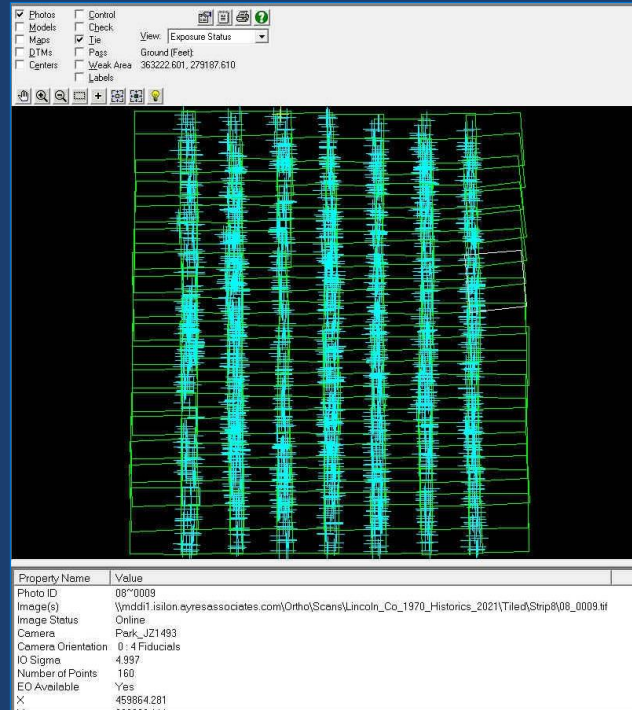 Photos Control
Models Check
Maps Tie View: Exposure Status
DTMs Pass Ground (Feet):
Centers Weak Area 363222.601, 279187.610
Labels
Property Name Value
Photo ID 08~0009
Image(s) \\mddi1.isilon.ayresassociates.com\Ortho\Scans\Lincoln_Co_1970_Historics_2021\Tiled\Strip8\08_0009.tif
Image Status Online
Camera Park_JZ1493
Camera Orientation 0 : 4 Fiducials
IO Sigma 4.997
Number of Points 160
EO Available Yes
X 459864.281